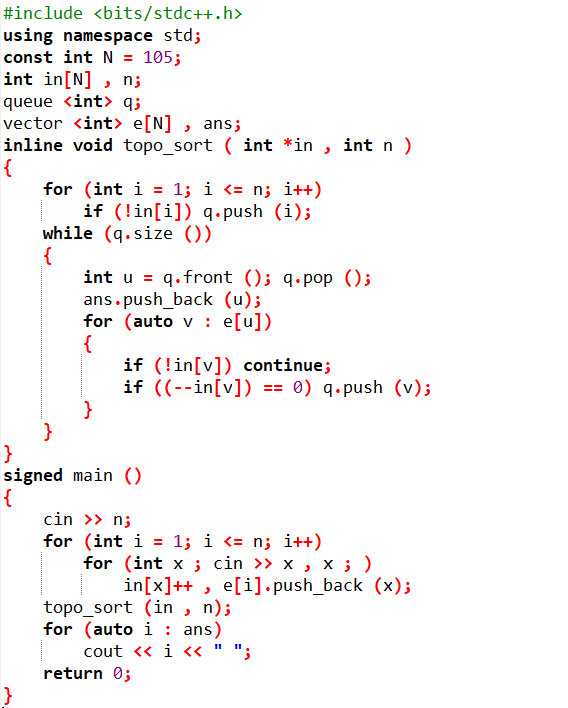 #include <bits/stdc++.h>
using namespace std;
const int N = 105;
int in[N] , n;
queue <int> q;
vector <int> e[N] , ans;
inline void topo_sort ( int *in , int n )
{
    for (int i = 1; i <= n; i++)
        if (!in[i]) q.push (i);
    while (q.size ())
    {
        int u = q.front (); q.pop ();
        ans.push_back (u);
        for (auto v : e[u])
        {
            if (!in[v]) continue;
            if ((--in[v]) == 0) q.push (v);
        }
    }
}
signed main ()
{
    cin >> n;
    for (int i = 1; i <= n; i++)
        for (int x ; cin >> x , x ; )
            in[x]++ , e[i].push_back (x);
    topo_sort (in , n);
    for (auto i : ans)
        cout << i << " ";
    return 0;
}